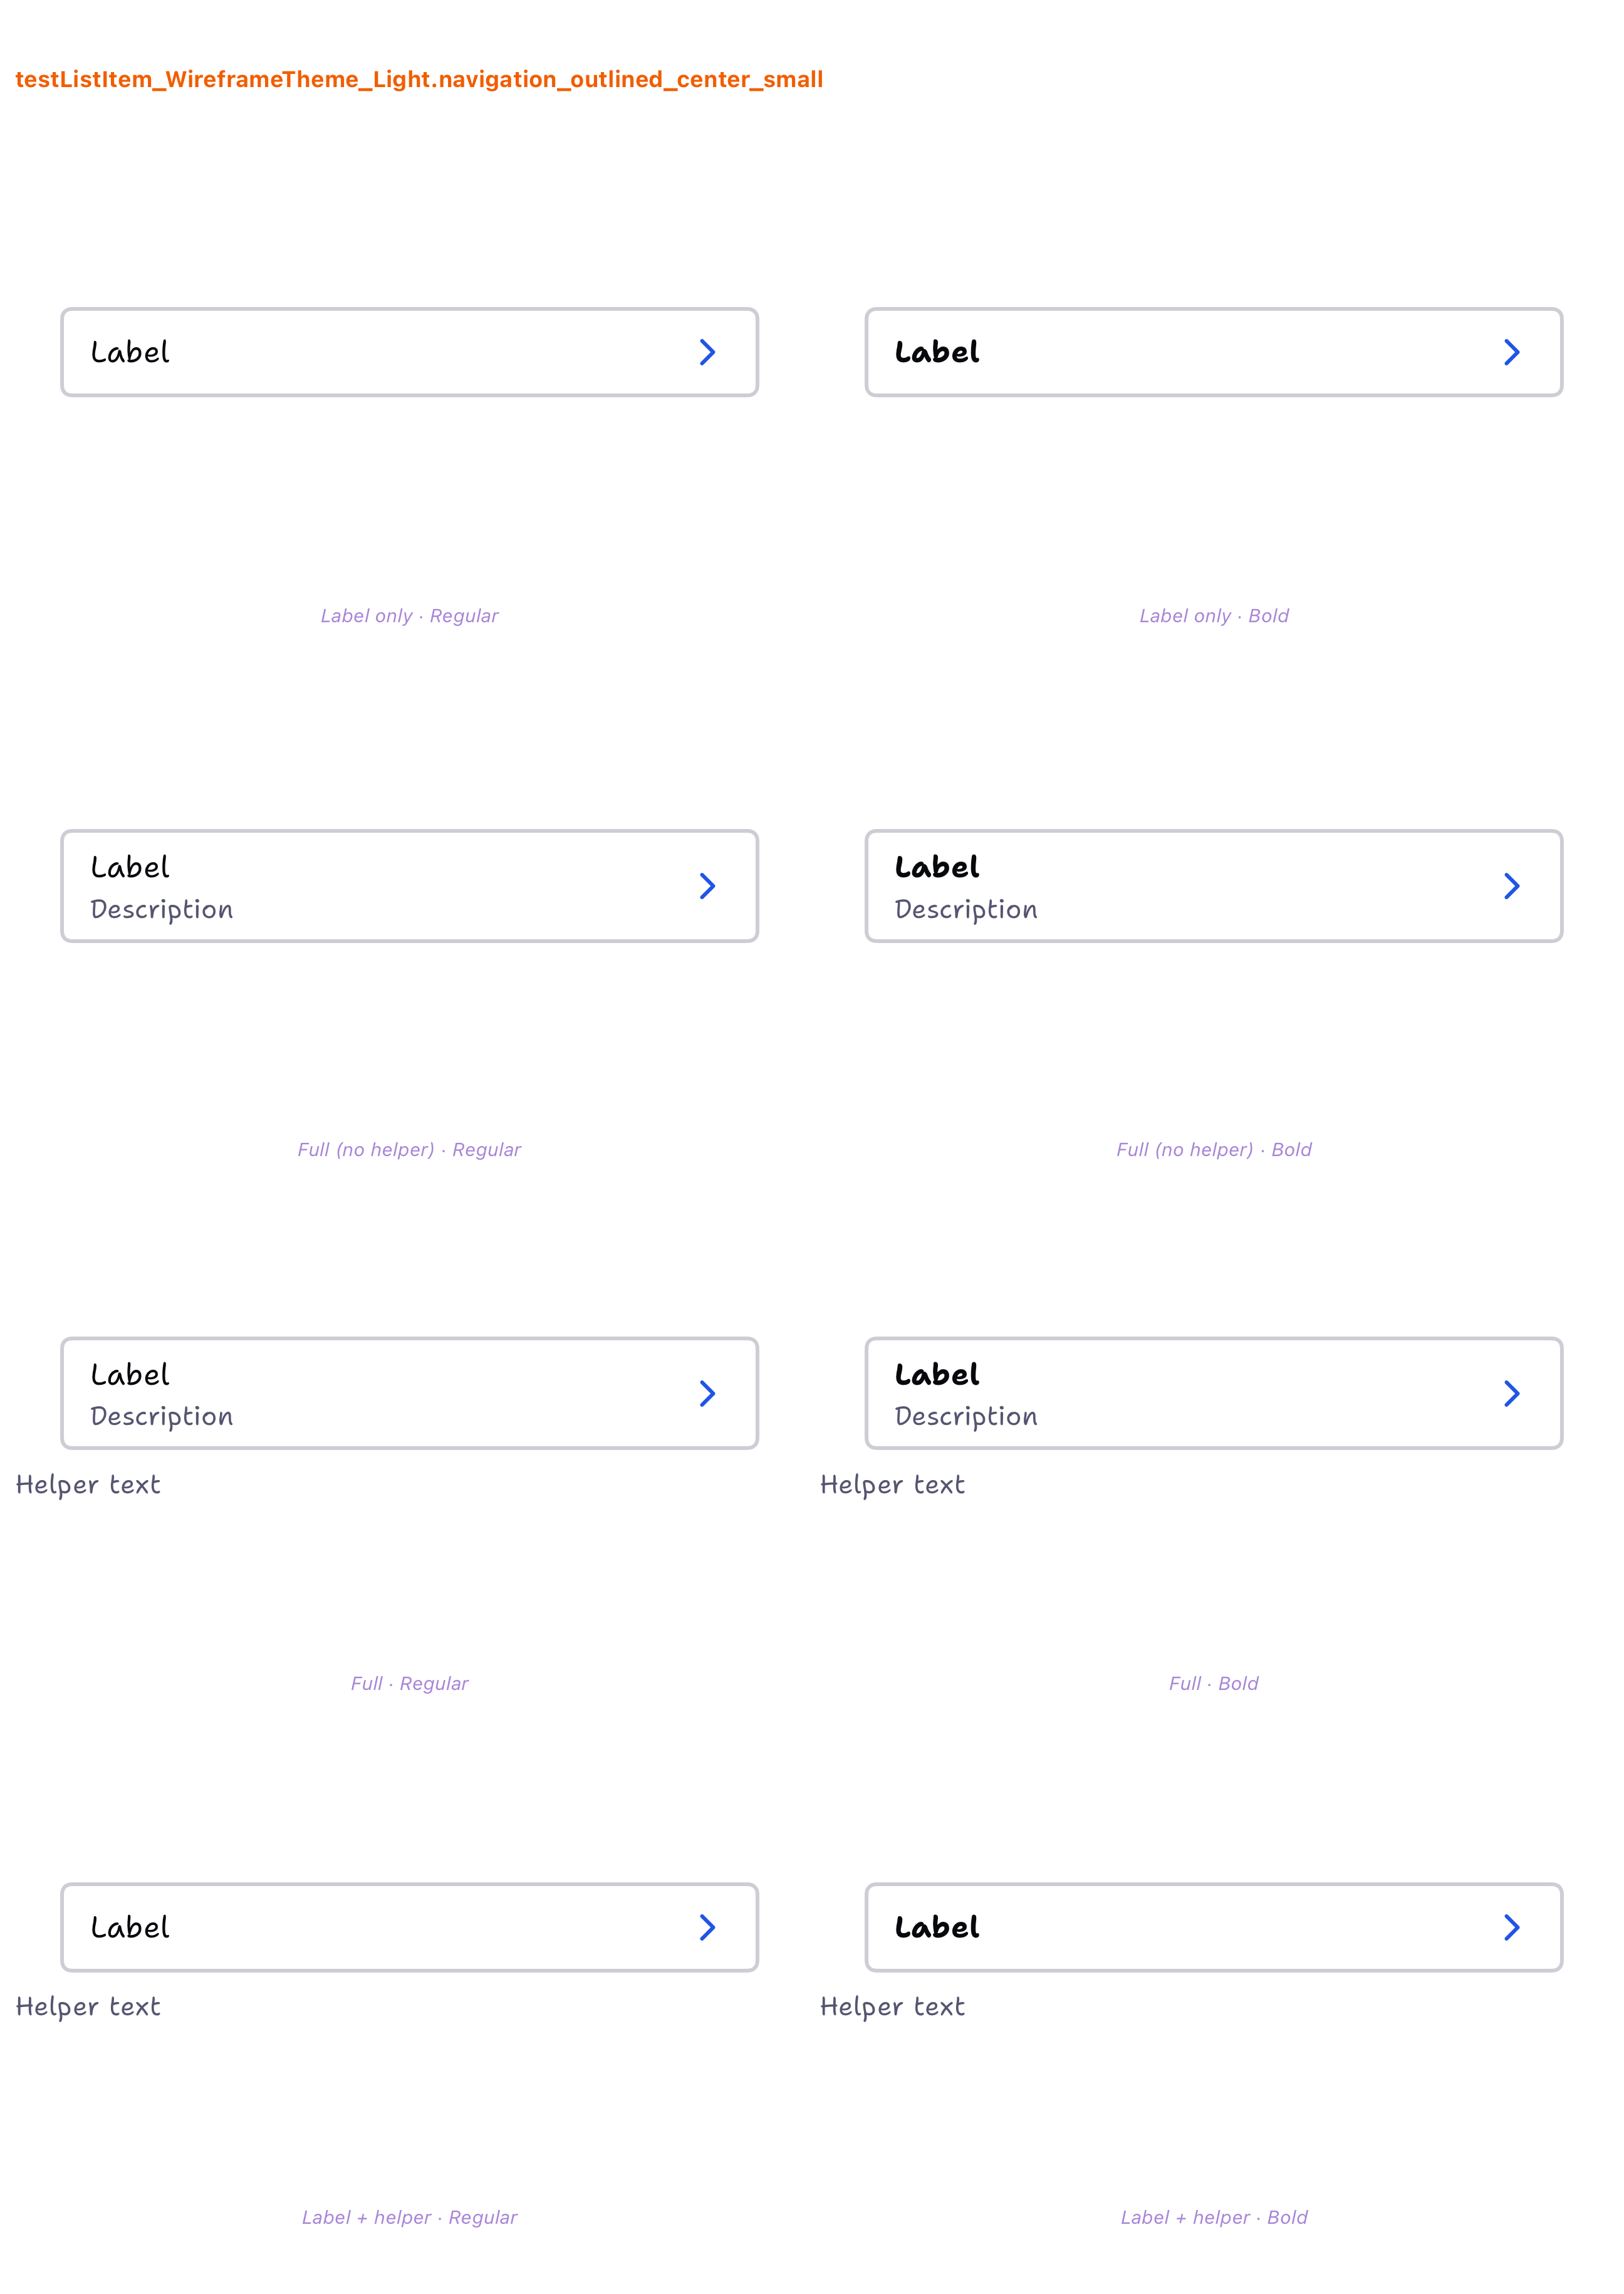 testListItem_WireframeTheme_Light.navigation_outlined_center_small
Label
Label
Label only · Regular
Label only · Bold
Label
Description
Label
Description
Full (no helper) · Regular
Full (no helper) · Bold
Label
Description
Helper text
Label
Description
Helper text
Full · Regular
Full · Bold
Label
Helper text
Label
Helper text
Label + helper · Regular
Label + helper · Bold